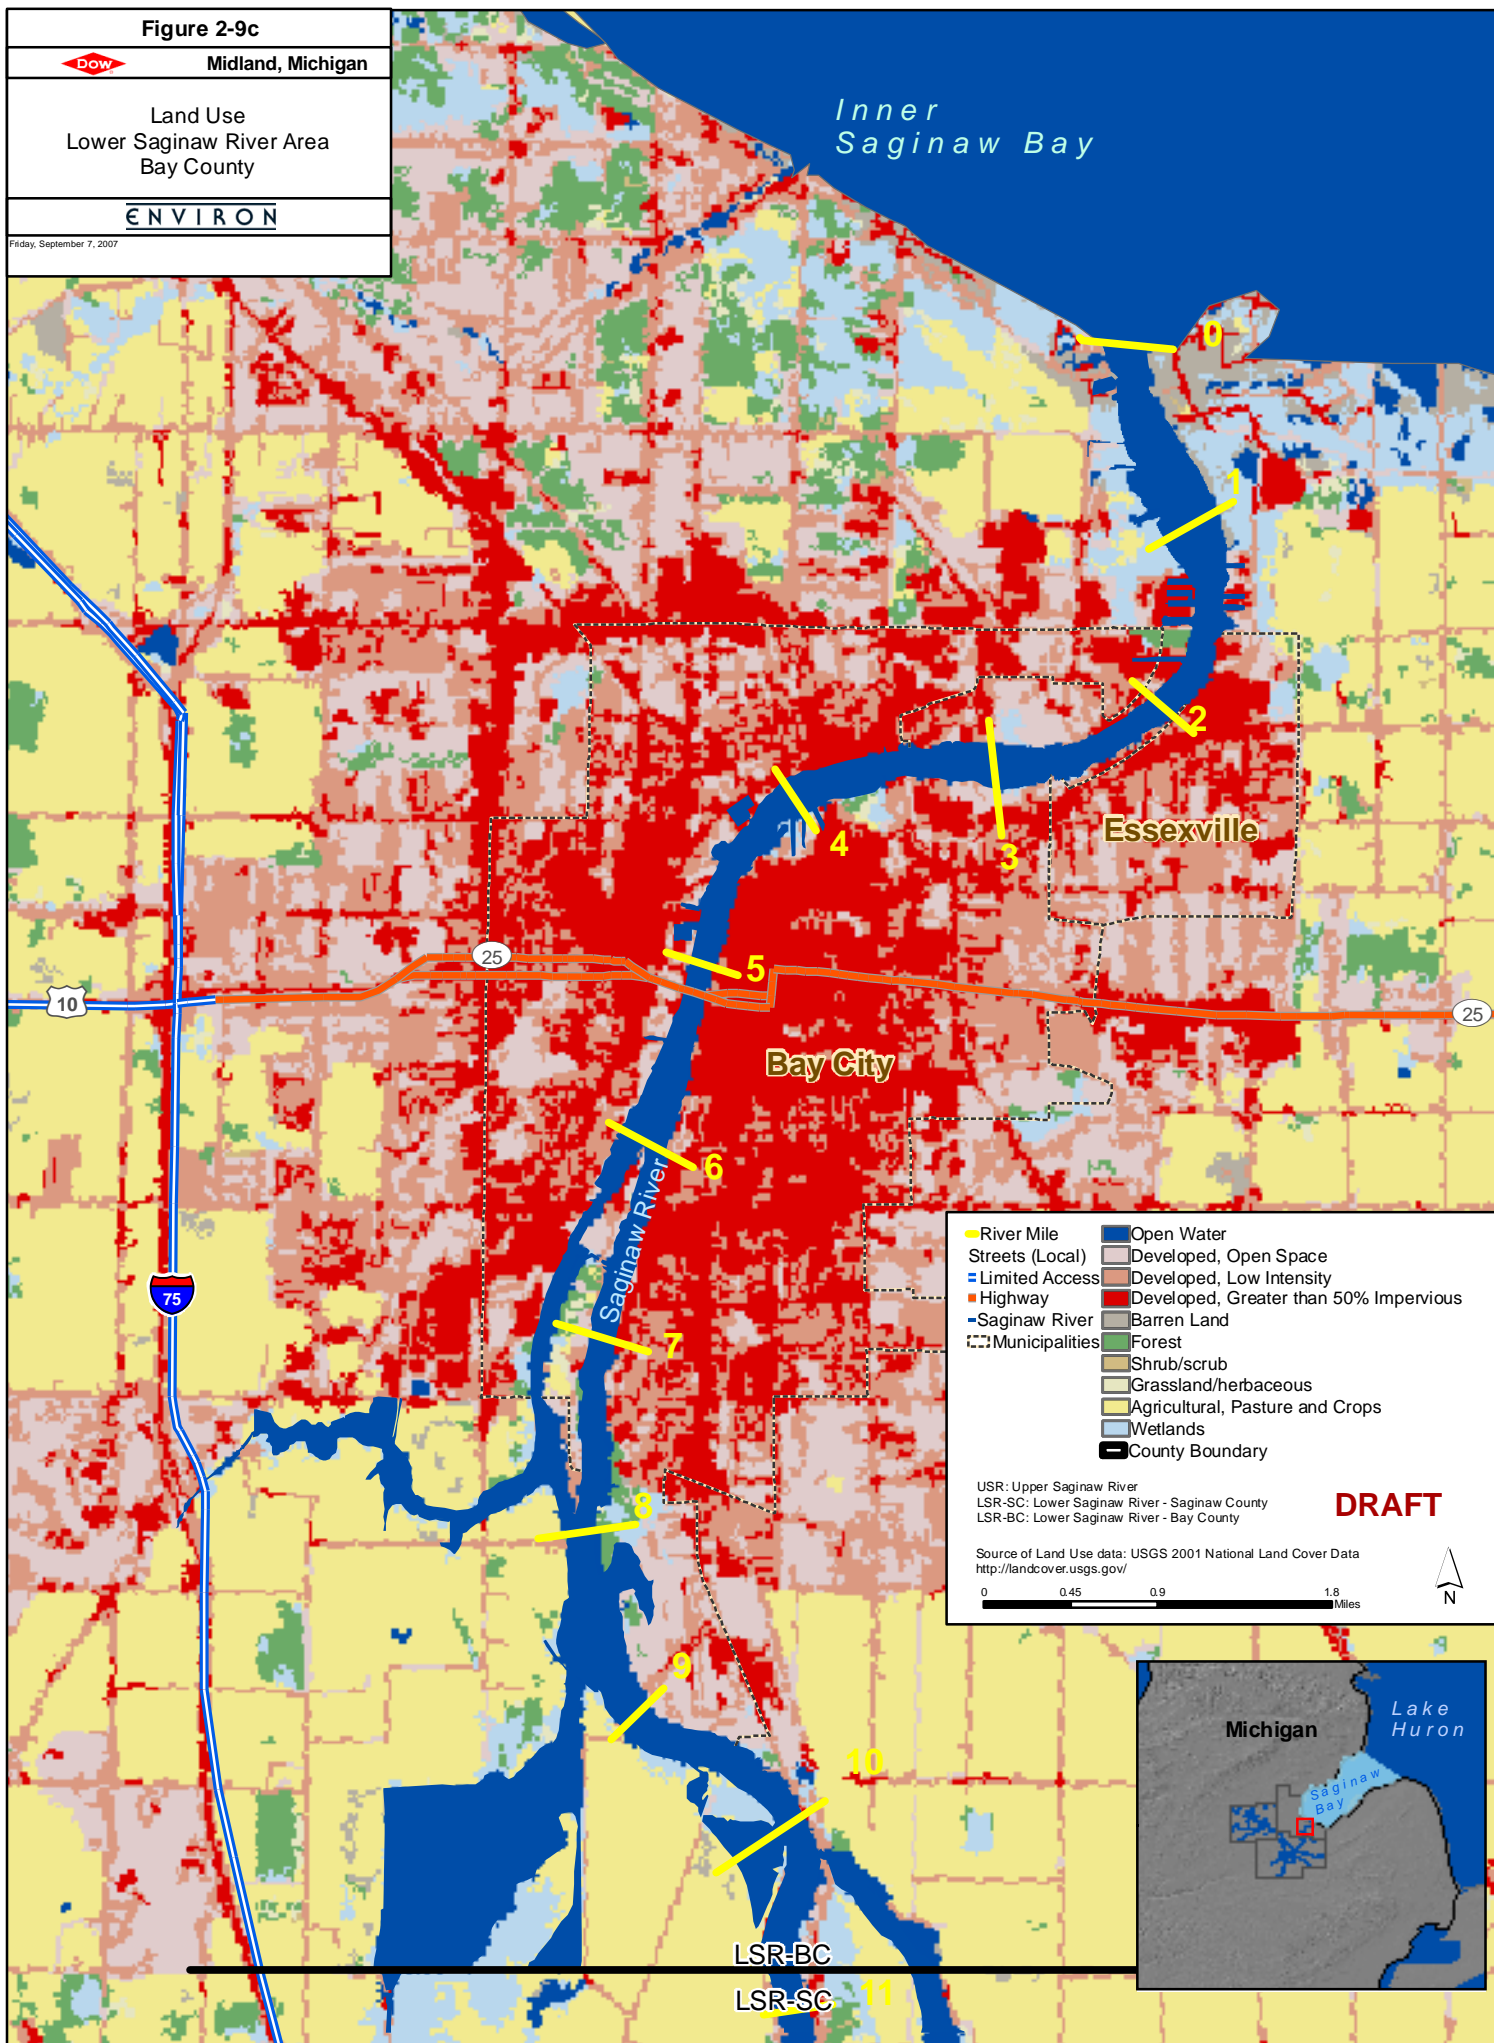 Figure 2-9c
Dow
Midland, Michigan
Land Use
Lower Saginaw River Area
Bay County
ENVIRON
Friday, September 7, 2007
Inner
Saginaw Bay
0
1
2
3
4
Essexville
25
5
10
25
Bay City
6
Saginaw River
75
7
8
9
10
LSR-BC
LSR-SC
11
River Mile
Streets (Local)
Limited Access
Highway
Saginaw River
Municipalities
Open Water
Developed, Open Space
Developed, Low Intensity
Developed, Greater than 50% Impervious
Barren Land
Forest
Shrub/scrub
Grassland/herbaceous
Agricultural, Pasture and Crops
Wetlands
County Boundary
USR: Upper Saginaw River
LSR-SC: Lower Saginaw River - Saginaw County
LSR-BC: Lower Saginaw River - Bay County
DRAFT
Source of Land Use data: USGS 2001 National Land Cover Data
http://landcover.usgs.gov/
0 0.45 0.9 1.8
Miles
N
Michigan
Lake
Huron
Saginaw
Bay